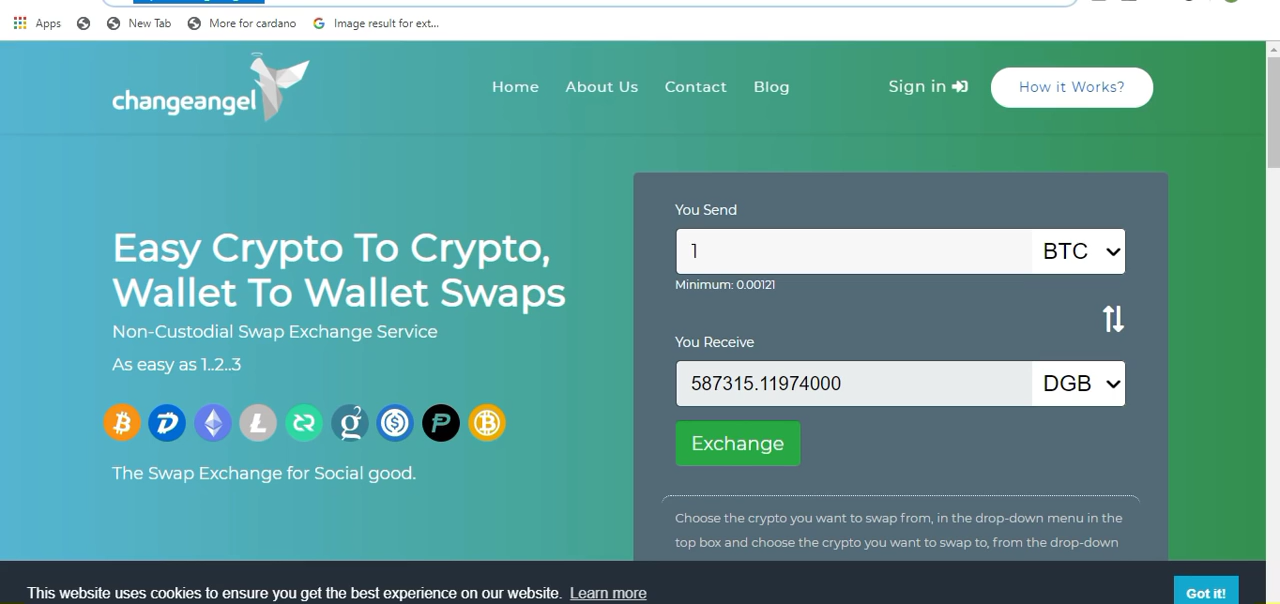 Apps
New Tab
More for cardano
Image result for ext...
changeangel
Home
About Us
Contact
Blog
Sign in
How it Works?
Easy Crypto To Crypto,
Wallet To Wallet Swaps
Non-Custodial Swap Exchange Service
As easy as 1..2..3
The Swap Exchange for Social good.
You Send
1
BTC
Minimum: 0.00121
You Receive
587315.11974000
DGB
Exchange
Choose the crypto you want to swap from, in the drop-down menu in the
top box and choose the crypto you want to swap to, from the drop-down
This website uses cookies to ensure you get the best experience on our website. Learn more
Got it!